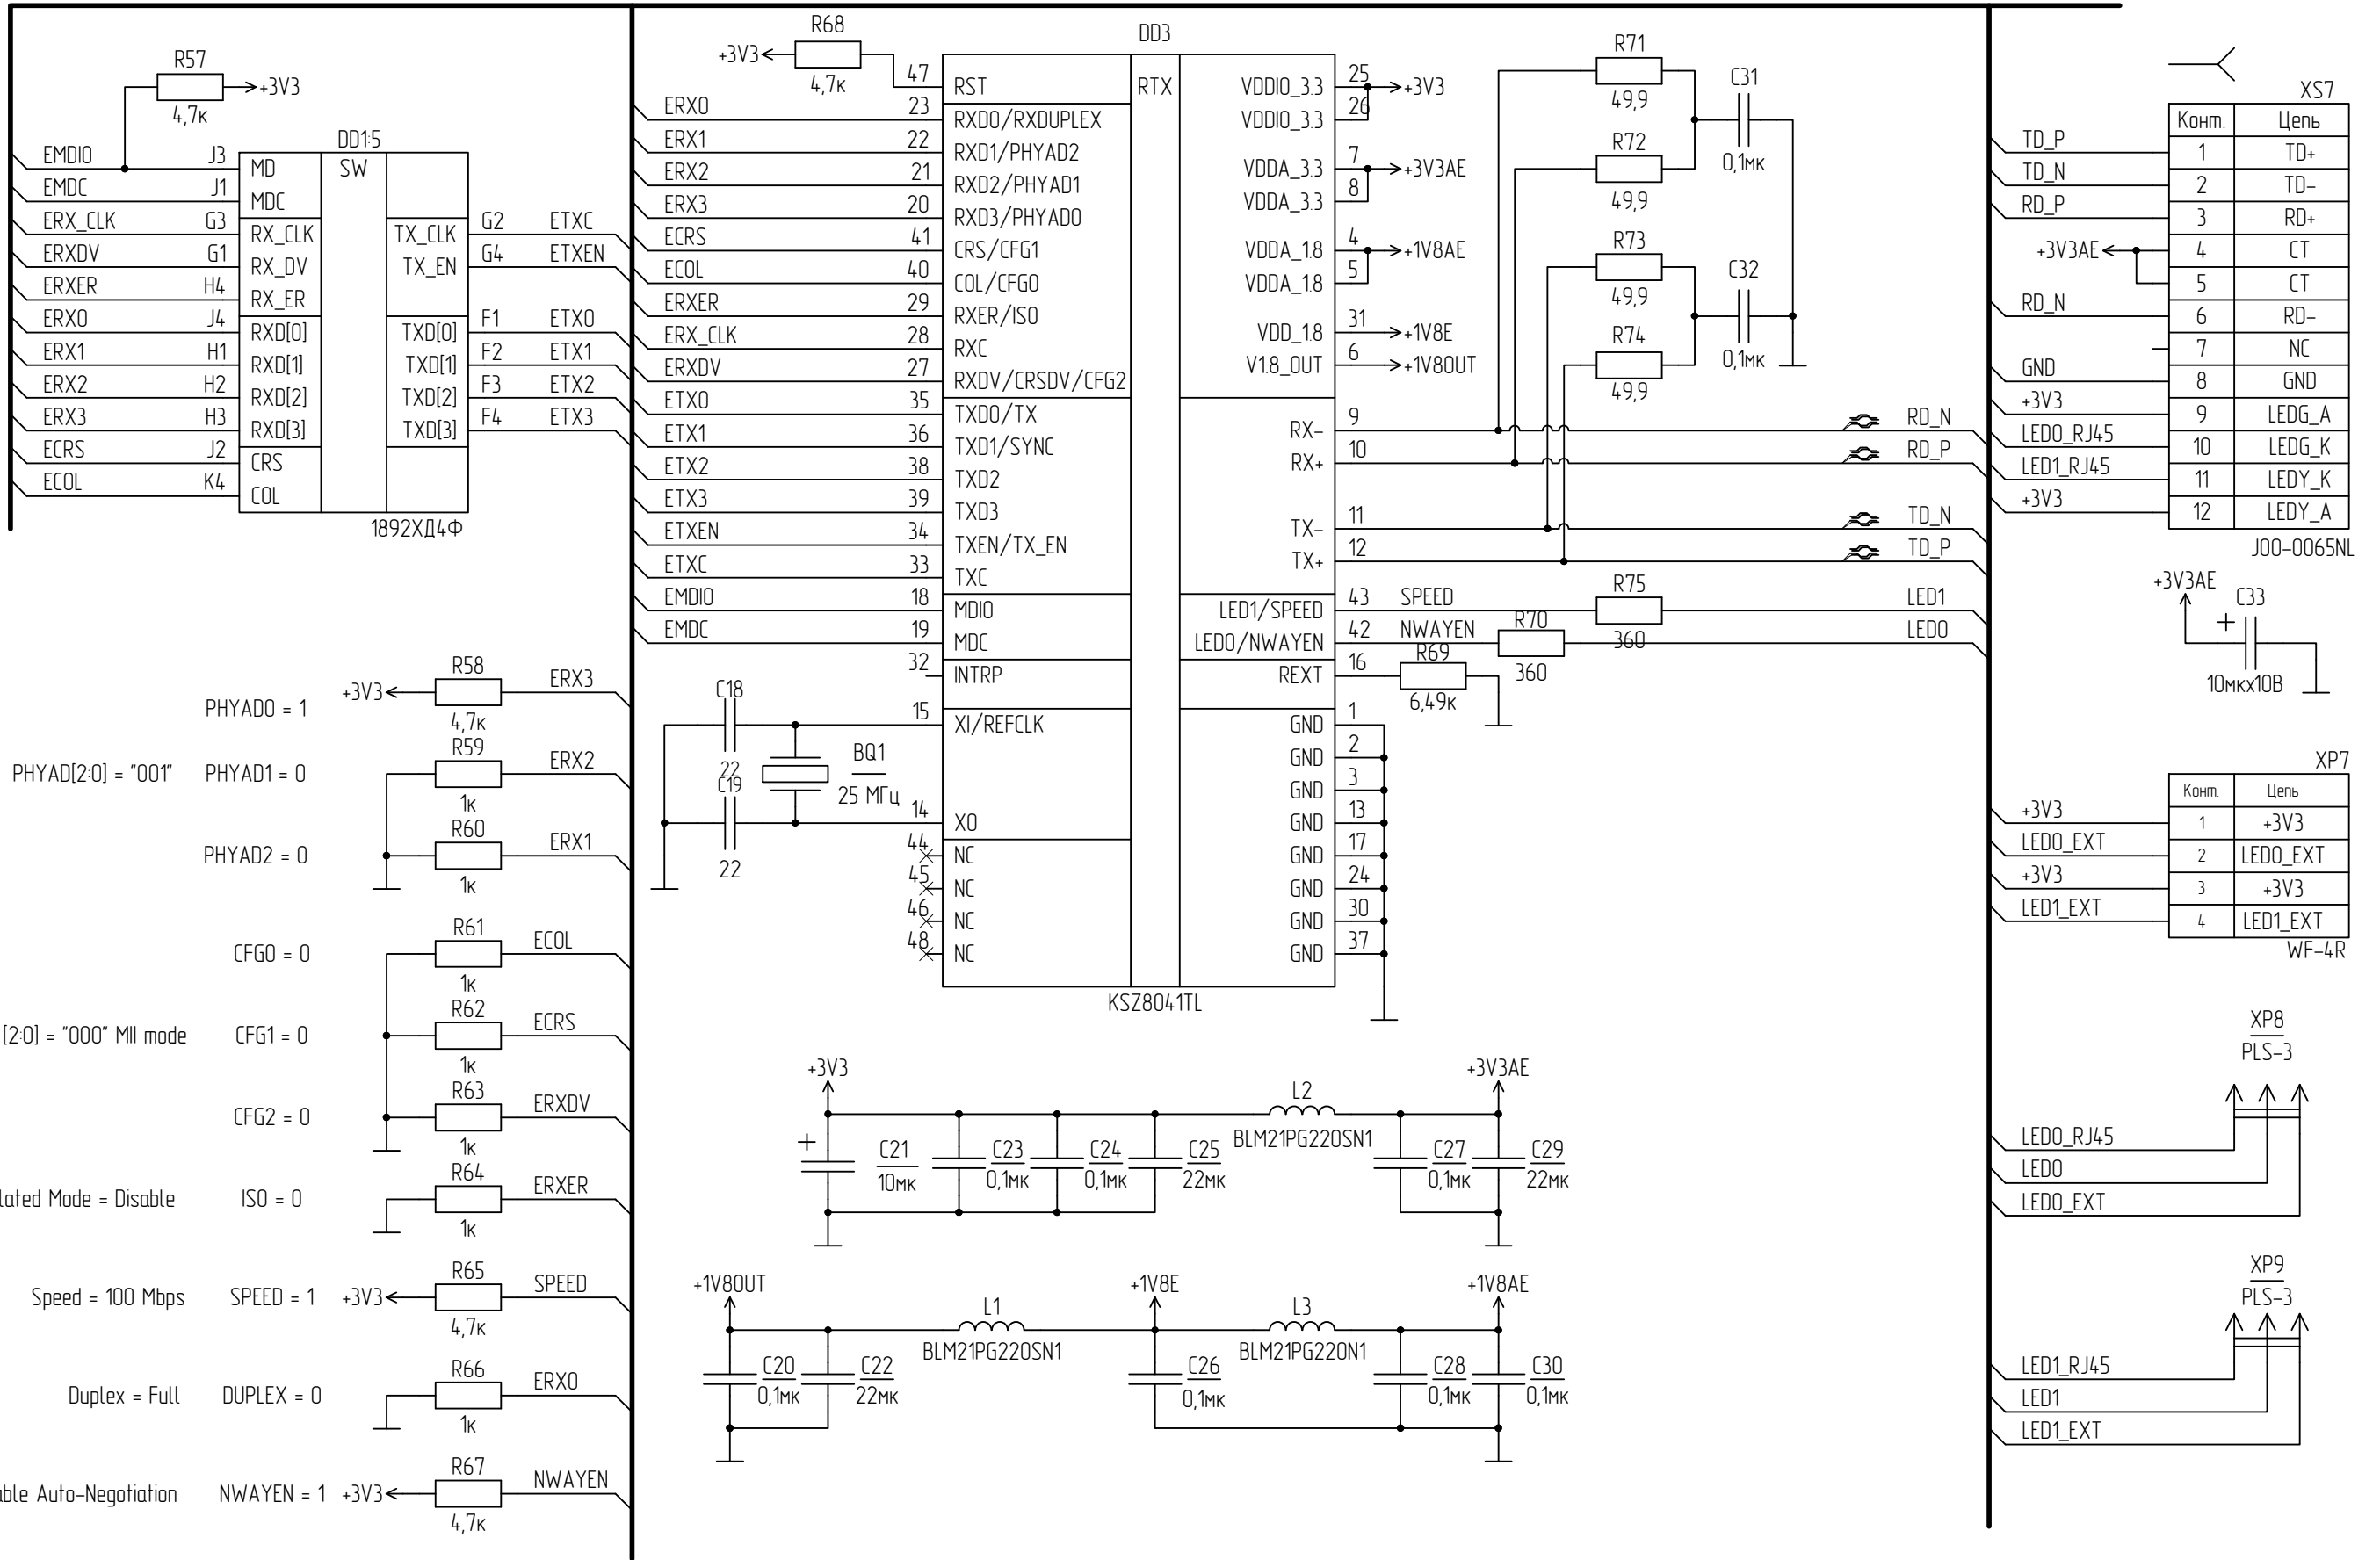 R57
+3V3
4,7к
DD1:5
EMDIO J3 MD SW
EMDC J1 MDC
ERX_CLK G3 RX_CLK TX_CLK G2 ETXC
ERXDV G1 RX_DV TX_EN G4 ETXEN
ERXER H4 RX_ER
ERX0 J4 RXD[0] TXD[0] F1 ETX0
ERX1 H1 RXD[1] TXD[1] F2 ETX1
ERX2 H2 RXD[2] TXD[2] F3 ETX2
ERX3 H3 RXD[3] TXD[3] F4 ETX3
ECRS J2 CRS
ECOL K4 COL
1892ХД4Ф
R58
PHYAD0 = 1 +3V3 ERX3
4,7к
R59
PHYAD[2:0] = "001" PHYAD1 = 0 ERX2
1к
R60
PHYAD2 = 0 ERX1
1к
R61
CFG0 = 0 ECOL
1к
R62
[2:0] = "000" MII mode CFG1 = 0 ECRS
1к
R63
CFG2 = 0 ERXDV
1к
R64
lated Mode = Disable ISO = 0 ERXER
1к
R65
Speed = 100 Mbps SPEED = 1 +3V3 SPEED
4,7к
R66
Duplex = Full DUPLEX = 0 ERX0
1к
R67
able Auto-Negotiation NWAYEN = 1 +3V3 NWAYEN
4,7к
R68
+3V3
4,7к
DD3
47 RST RTX
ERX0 23 RXD0/RXDUPLEX
ERX1 22 RXD1/PHYAD2
ERX2 21 RXD2/PHYAD1
ERX3 20 RXD3/PHYAD0
ECRS 41 CRS/CFG1
ECOL 40 COL/CFG0
ERXER 29 RXER/ISO
ERX_CLK 28 RXC
ERXDV 27 RXDV/CRSDV/CFG2
ETX0 35 TXD0/TX
ETX1 36 TXD1/SYNC
ETX2 38 TXD2
ETX3 39 TXD3
ETXEN 34 TXEN/TX_EN
ETXC 33 TXC
EMDIO 18 MDIO
EMDC 19 MDC
32 INTRP
15 XI/REFCLK
14 XO
44 NC
45 NC
46 NC
48 NC
C18
22
C19
22
BQ1
25 МГц
VDDIO_3.3 25 +3V3
VDDIO_3.3 26
VDDA_3.3 7 +3V3AE
VDDA_3.3 8
VDDA_1.8 4 +1V8AE
VDDA_1.8 5
VDD_1.8 31 +1V8E
V1.8_OUT 6 +1V8OUT
RX- 9 RD_N
RX+ 10 RD_P
TX- 11 TD_N
TX+ 12 TD_P
LED1/SPEED 43 SPEED R75 360 LED1
LED0/NWAYEN 42 NWAYEN R70 360 LED0
REXT 16 R69 6,49к
GND 1
GND 2
GND 3
GND 13
GND 17
GND 24
GND 30
GND 37
KSZ8041TL
R71
49,9
C31
0,1мк
R72
49,9
R73
49,9
C32
0,1мк
R74
49,9
+3V3 +3V3AE
L2
BLM21PG220SN1
+ C21 C23 C24 C25 C27 C29
10мк 0,1мк 0,1мк 22мк 0,1мк 22мк
+1V8OUT +1V8E +1V8AE
L1 L3
BLM21PG220SN1 BLM21PG220N1
C20 C22 C26 C28 C30
0,1мк 22мк 0,1мк 0,1мк 0,1мк
XS7
Конт. Цепь
TD_P 1 TD+
TD_N 2 TD-
RD_P 3 RD+
+3V3AE 4 CT
5 CT
RD_N 6 RD-
7 NC
GND 8 GND
+3V3 9 LEDG_A
LED0_RJ45 10 LEDG_K
LED1_RJ45 11 LEDY_K
+3V3 12 LEDY_A
J00-0065NL
+3V3AE
C33
+
10мкх10В
XP7
Конт. Цепь
+3V3 1 +3V3
LED0_EXT 2 LED0_EXT
+3V3 3 +3V3
LED1_EXT 4 LED1_EXT
WF-4R
XP8
PLS-3
LED0_RJ45
LED0
LED0_EXT
XP9
PLS-3
LED1_RJ45
LED1
LED1_EXT